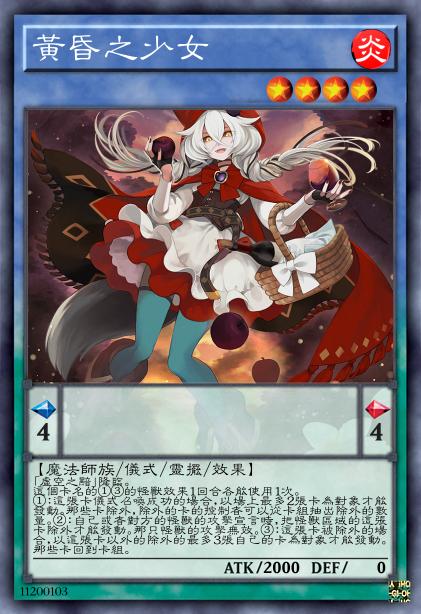 黃昏之少女
炎
4
4
【魔法師族/儀式/靈擺/效果】
「虛空之黯」降臨。
這個卡名的①③的怪獸效果1回合各能使用1次。
①:這張卡儀式召喚成功的場合,以場上最多2張卡為對象才能
發動。那些卡除外,除外的卡的控制者可以從卡組抽出除外的數
量。②:自己或者對方的怪獸的攻擊宣言時,把怪獸區域的這張
卡除外才能發動。那只怪獸的攻擊無效。③:這張卡被除外的場
合,以這張卡以外的除外的最多3張自己的卡為對象才能發動。
那些卡回到卡組。
ATK/2000 DEF/ 0
11200103